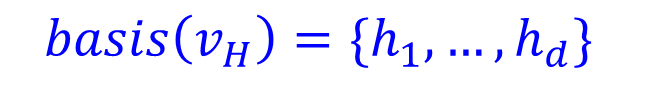 basis(v_H) = {h_1, … , h_d}